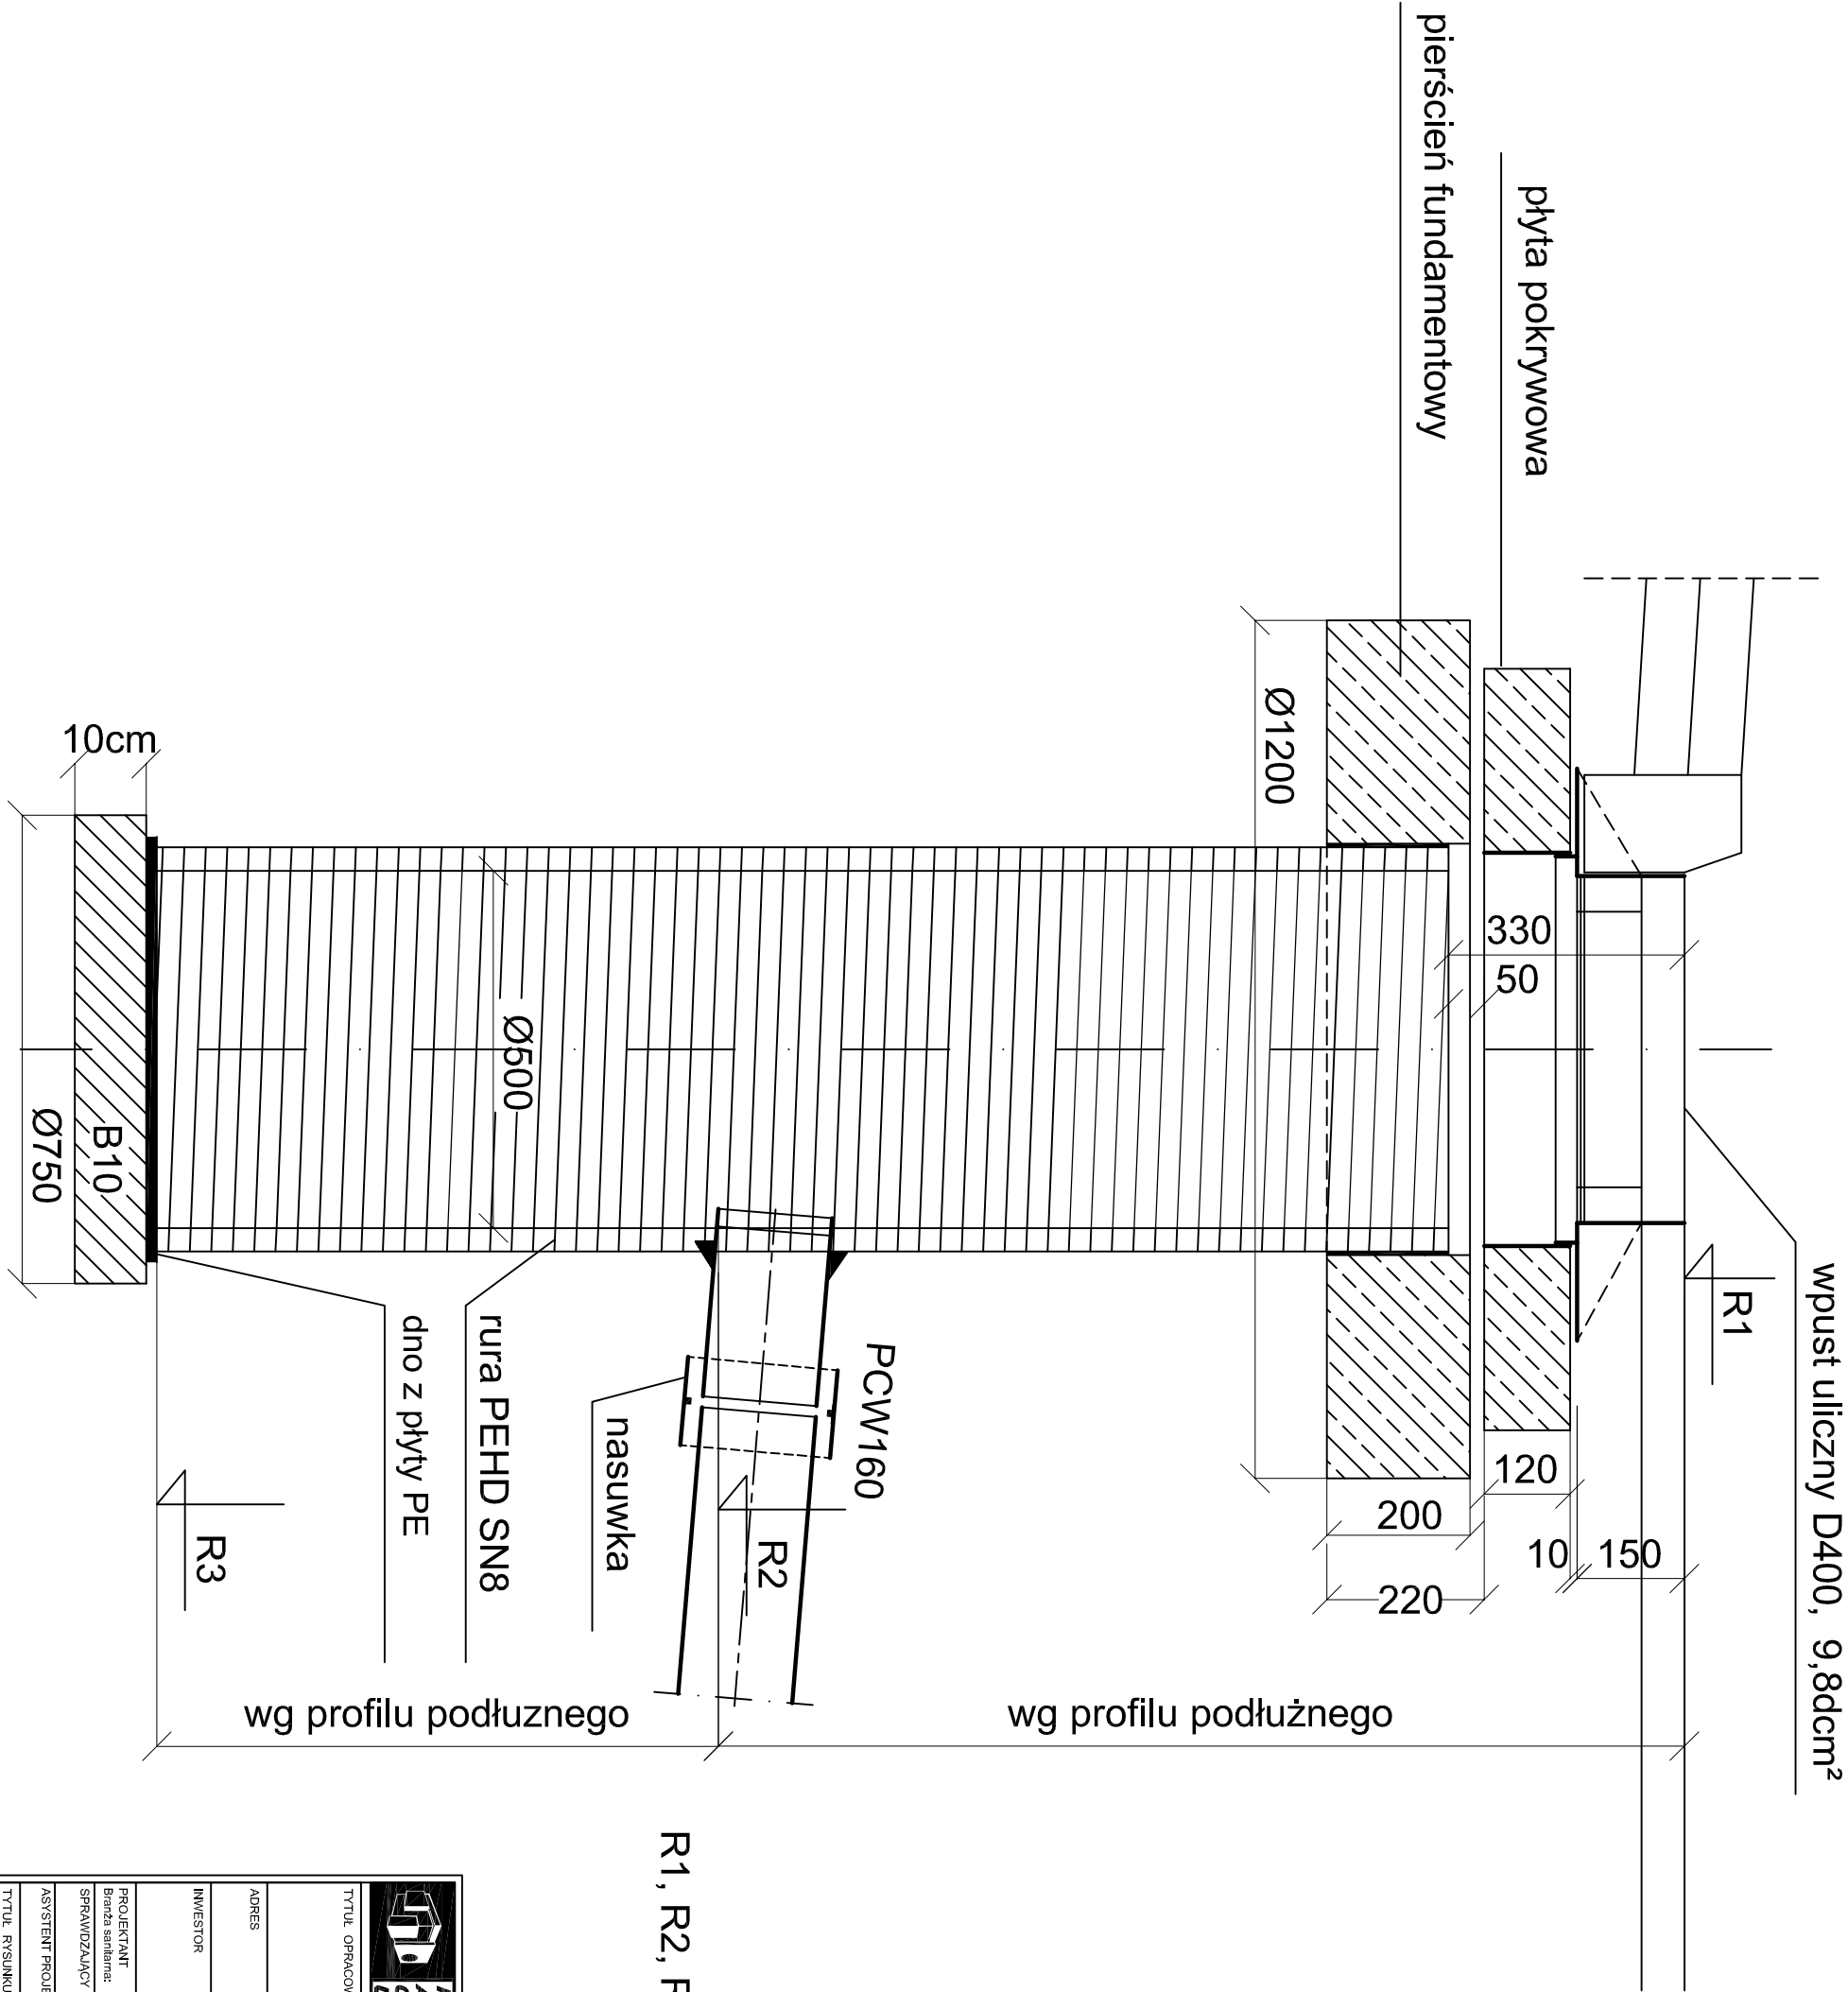 wpust uliczny D400, 9,8dcm²
płyta pokrywowa
pierścień fundamentowy
R1
330
50
Ø1200
120
200
10
150
220
PCW160
R2
nasuwka
rura PEHD SN8
dno z płyty PE
R3
Ø500
10cm
B10
Ø750
wg profilu podłuznego
wg profilu podłużnego
R1, R2,
TYTUŁ OPRACOW
ADRES
INWESTOR
PROJEKTANT
Branża sanitarna:
SPRAWDZAJĄCY
ASYSTENT PROJE
TYTUŁ RYSUNKU